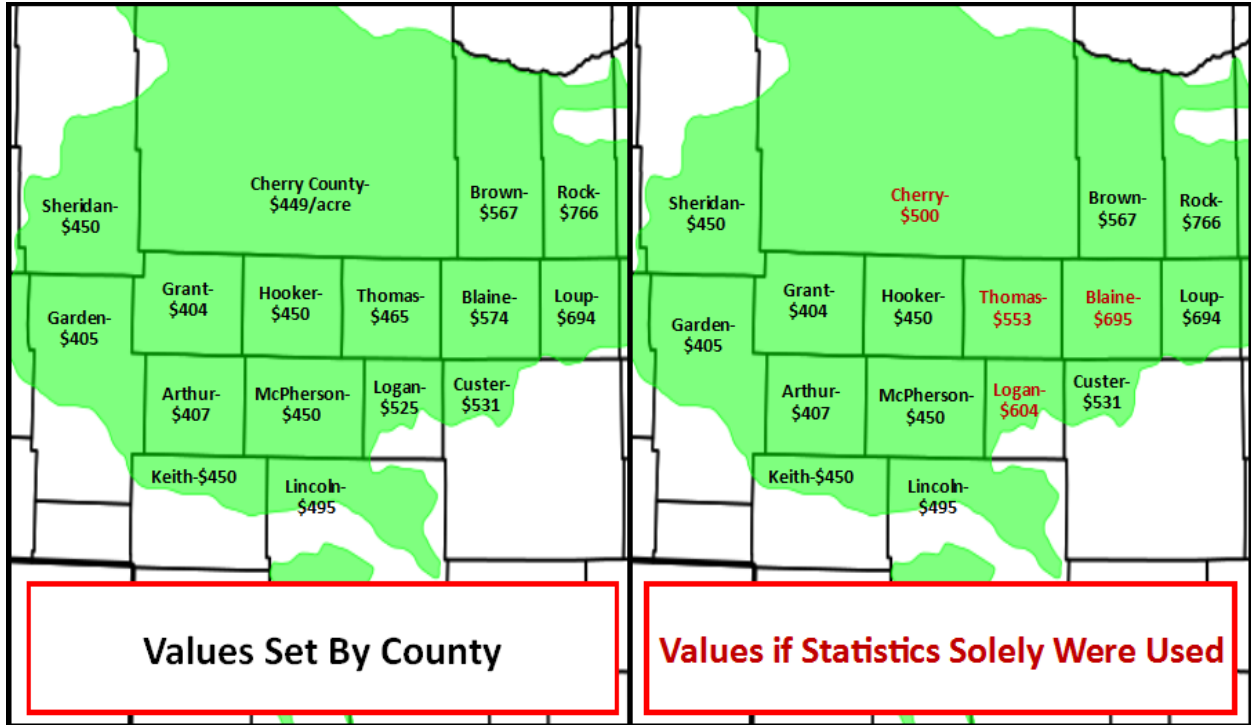 Cherry County-
$449/acre
Brown-
$567
Rock-
$766
Sheridan-
$450
Grant-
$404
Hooker-
$450
Thomas-
$465
Blaine-
$574
Loup-
$694
Garden-
$405
Arthur-
$407
McPherson-
$450
Logan-
$525
Custer-
$531
Keith-$450
Lincoln-
$495
Values Set By County
Cherry-
$500
Brown-
$567
Rock-
$766
Sheridan-
$450
Grant-
$404
Hooker-
$450
Thomas-
$553
Blaine-
$695
Loup-
$694
Garden-
$405
Arthur-
$407
McPherson-
$450
Logan-
$604
Custer-
$531
Keith-$450
Lincoln-
$495
Values if Statistics Solely Were Used